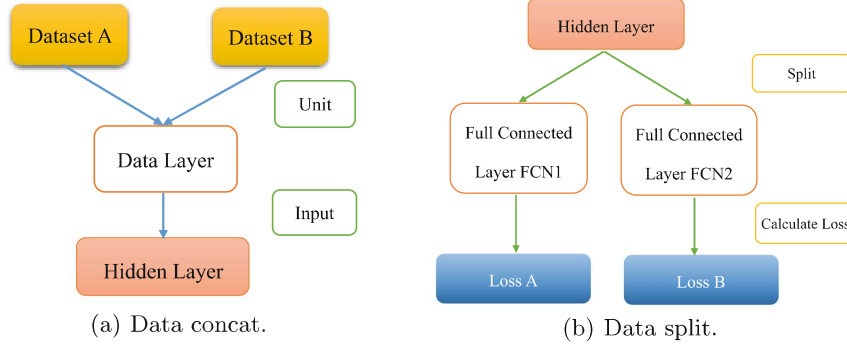 Dataset A
Dataset B
Unit
Data Layer
Input
Hidden Layer
(a) Data concat.
Hidden Layer
Split
Full Connected
Layer FCN1
Full Connected
Layer FCN2
Calculate Loss
Loss A
Loss B
(b) Data split.